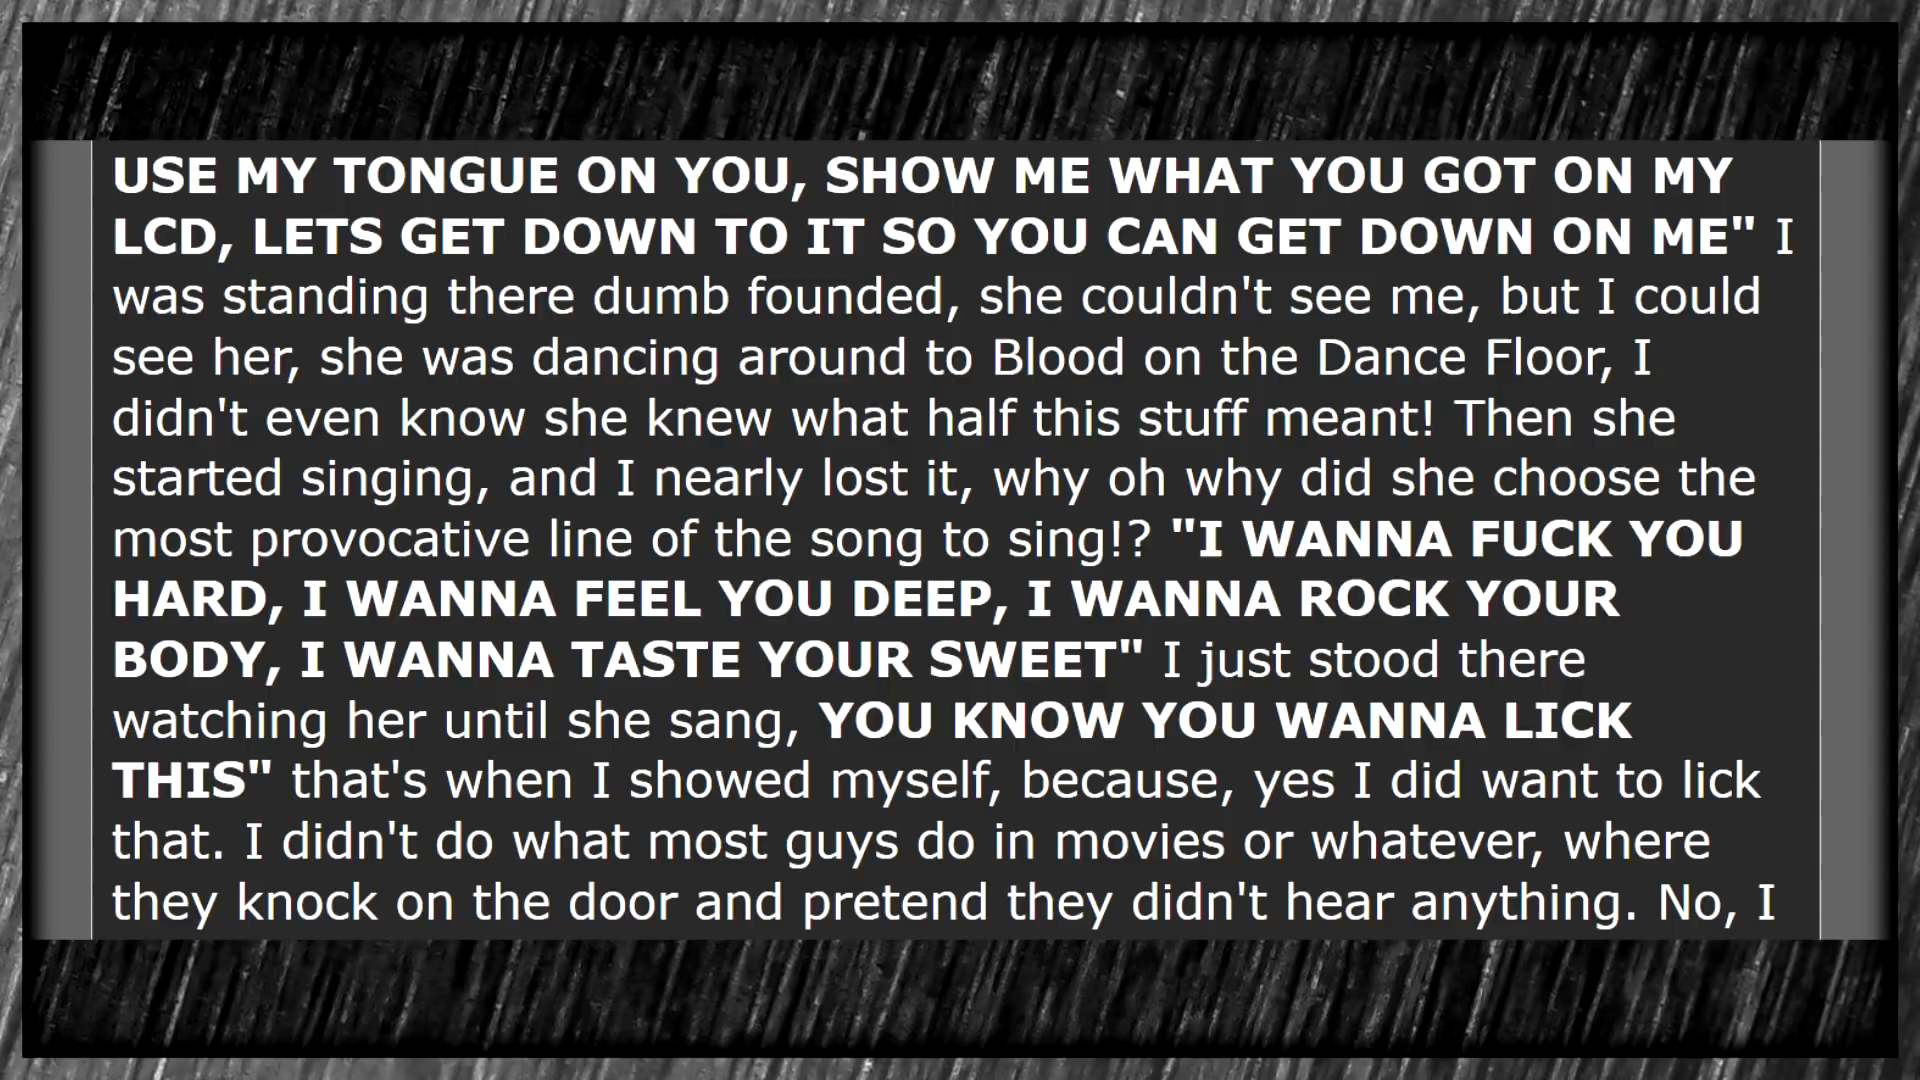 USE MY TONGUE ON YOU, SHOW ME WHAT YOU GOT ON MY
LCD, LETS GET DOWN TO IT SO YOU CAN GET DOWN ON ME" I
was standing there dumb founded, she couldn't see me, but I could
see her, she was dancing around to Blood on the Dance Floor, I
didn't even know she knew what half this stuff meant! Then she
started singing, and I nearly lost it, why oh why did she choose the
most provocative line of the song to sing!? "I WANNA FUCK YOU
HARD, I WANNA FEEL YOU DEEP, I WANNA ROCK YOUR
BODY, I WANNA TASTE YOUR SWEET" I just stood there
watching her until she sang, YOU KNOW YOU WANNA LICK
THIS" that's when I showed myself, because, yes I did want to lick
that. I didn't do what most guys do in movies or whatever, where
they knock on the door and pretend they didn't hear anything. No, I